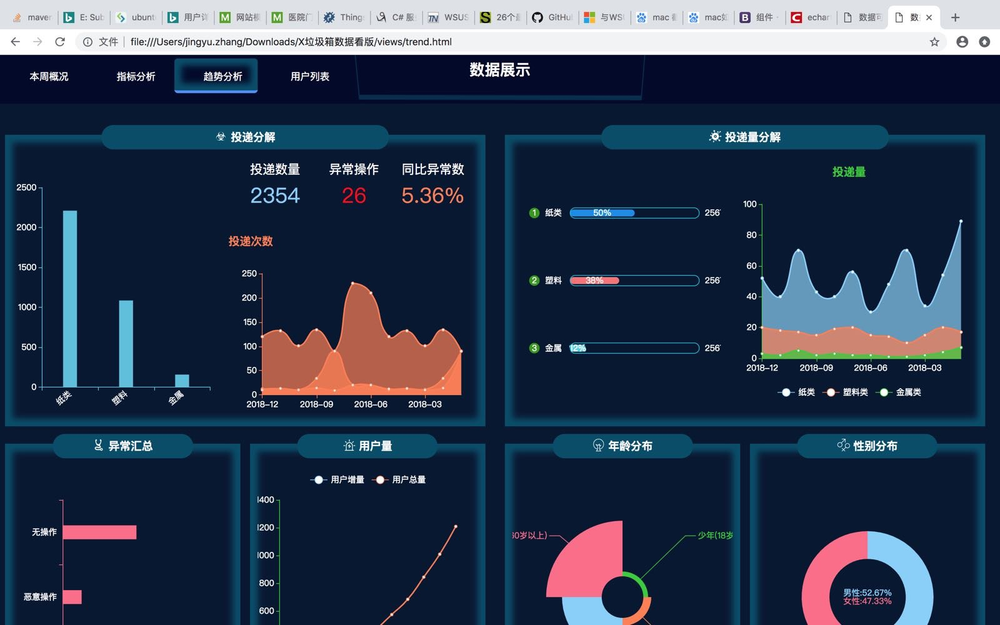 maver
E: Sub
ubunt
用户详
网站模
医院门
Things
C# 服
WSUS
26个最
GitHu
与WSU
mac 截
mac如
组件 -
echar
数据可
数
文件
file:///Users/jingyu.zhang/Downloads/X垃圾箱数据看版/views/trend.html
本周概况
指标分析
趋势分析
用户列表
数据展示
投递分解
投递数量
异常操作
同比异常数
2354
26
5.36%
2500
2000
1500
1000
500
0
纸类
塑料
金属
投递次数
250
200
150
100
50
0
2018-12
2018-09
2018-06
2018-03
投递量分解
1 纸类 50% 256
2 塑料 38% 256
3 金属 12% 256
投递量
100
80
60
40
20
0
2018-12
2018-09
2018-06
2018-03
纸类
塑料类
金属类
异常汇总
无操作
恶意操作
用户量
用户增量
用户总量
1400
1200
1000
800
600
年龄分布
60岁以上)
少年(18岁
性别分布
男性:52.67%
女性:47.33%